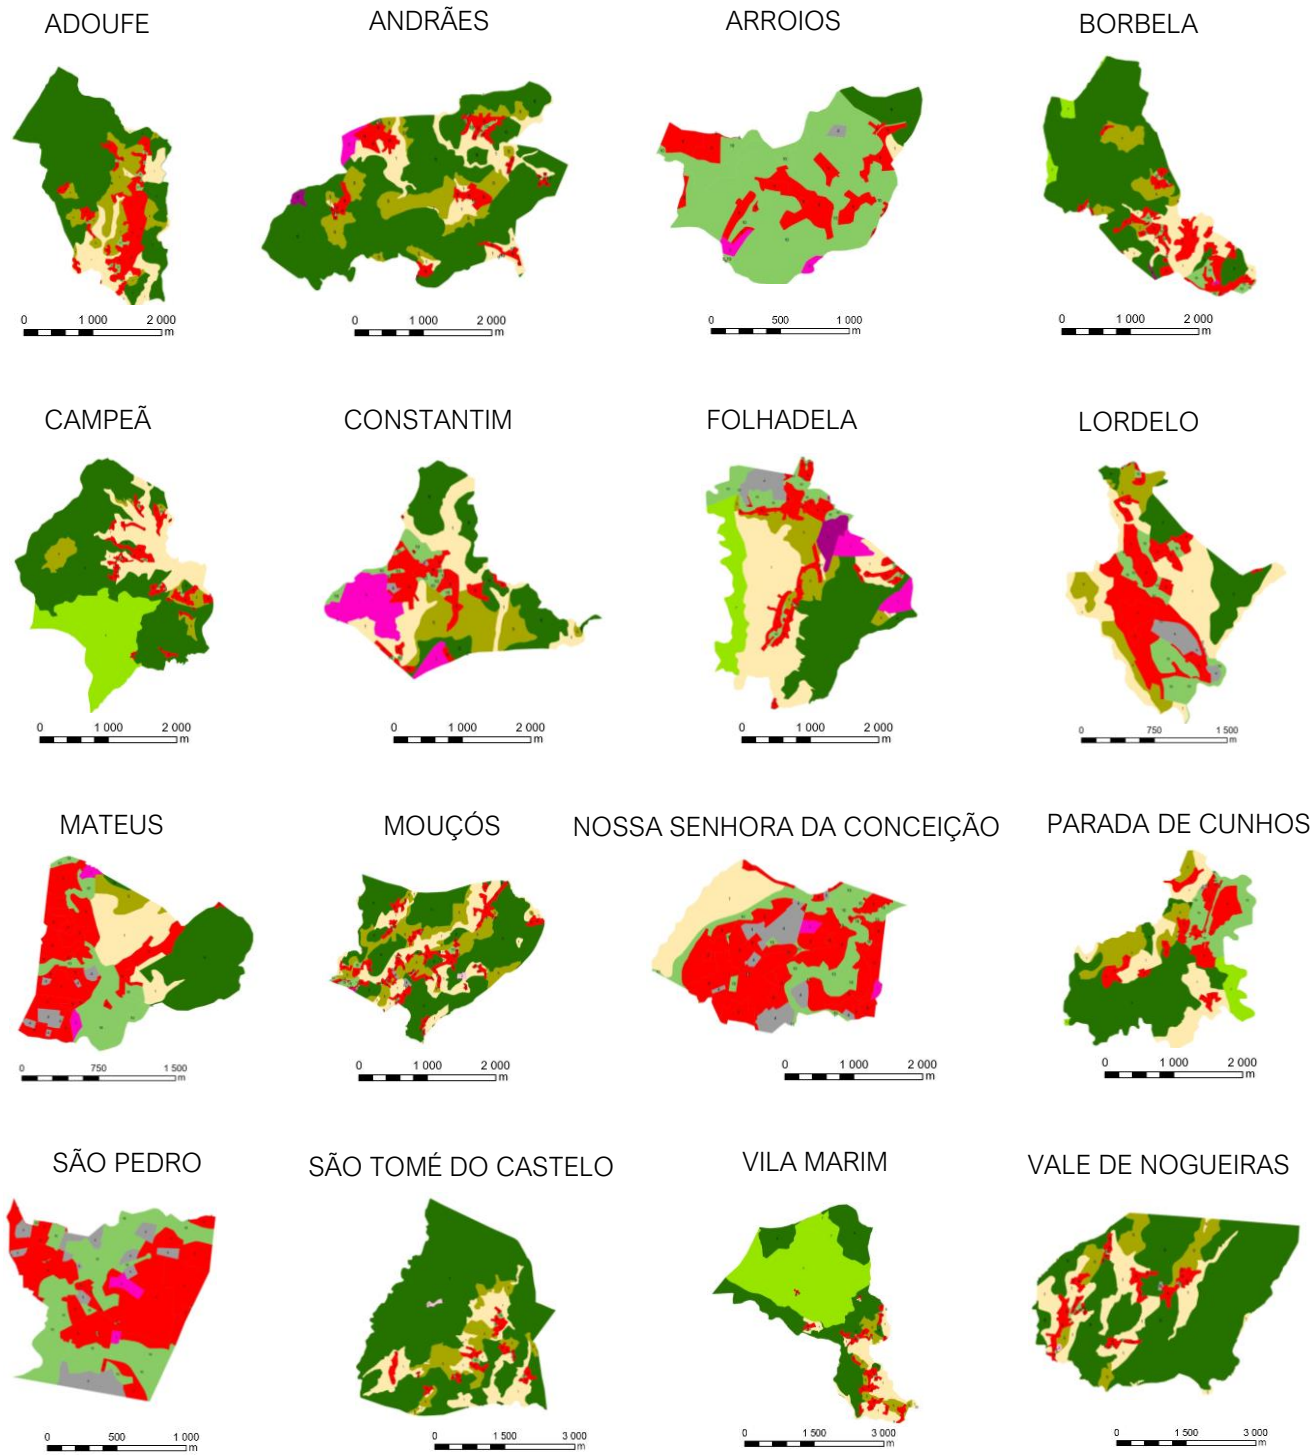 ADOUFE
ANDRÃES
ARROIOS
BORBELA
0 1 000 2 000 m
0 1 000 2 000 m
0 500 1 000 m
0 1 000 2 000 m
CAMPEÃ
CONSTANTIM
FOLHADELA
LORDELO
0 1 000 2 000 m
0 1 000 2 000 m
0 1 000 2 000 m
0 750 1 500 m
MATEUS
MOUÇÓS
NOSSA SENHORA DA CONCEIÇÃO
PARADA DE CUNHOS
0 750 1 500 m
0 1 000 2 000 m
0 1 000 2 000 m
0 1 000 2 000 m
SÃO PEDRO
SÃO TOMÉ DO CASTELO
VILA MARIM
VALE DE NOGUEIRAS
0 500 1 000 m
0 1 500 3 000 m
0 1 500 3 000 m
0 1 500 3 000 m